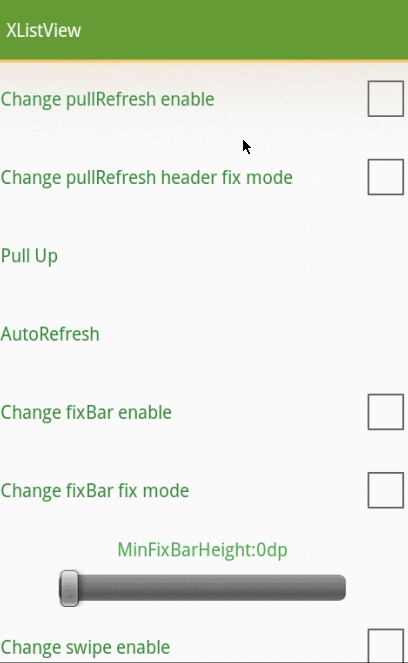 XListView
Change pullRefresh enable
Change pullRefresh header fix mode
Pull Up
AutoRefresh
Change fixBar enable
Change fixBar fix mode
MinFixBarHeight:0dp
Change swipe enable